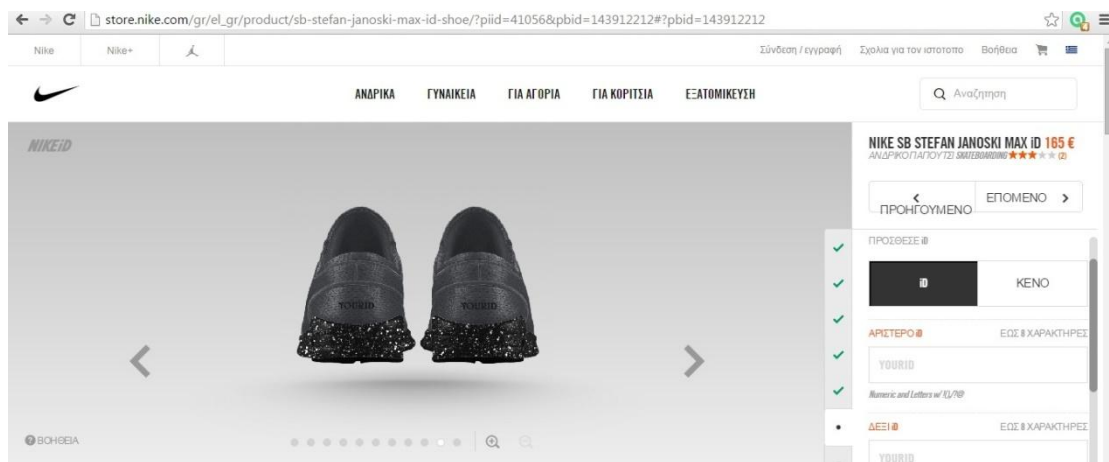 store.nike.com/gr/el_gr/product/sb-stefan-janoski-max-id-shoe/?piid=41056&pbid=143912212#?pbid=143912212
Nike Nike+ Σύνδεση / εγγραφή Σχολια για τον ιστοτοπο Βοήθεια
ΑΝΔΡΙΚΑ ΓΥΝΑΙΚΕΙΑ ΓΙΑ ΑΓΟΡΙΑ ΓΙΑ ΚΟΡΙΤΣΙΑ ΕΞΑΤΟΜΙΚΕΥΣΗ Αναζητηση
NIKEiD
NIKE SB STEFAN JANOSKI MAX iD 165 €
ΑΝΔΡΙΚΟ ΠΑΠΟΥΤΣΙ SKATEBOARDING (2)
ΠΡΟΗΓΟΥΜΕΝΟ ΕΠΟΜΕΝΟ
ΠΡΟΣΘΕΣΕ iD
iD ΚΕΝΟ
YOURID YOURID
ΑΡΙΣΤΕΡΟ iD ΕΩΣ 8 ΧΑΡΑΚΤΗΡΕΣ
YOURID
Numeric and Letters w/ !(),/?@
ΔΕΞΙ iD ΕΩΣ 8 ΧΑΡΑΚΤΗΡΕΣ
YOURID
ΒΟΗΘΕΙΑ